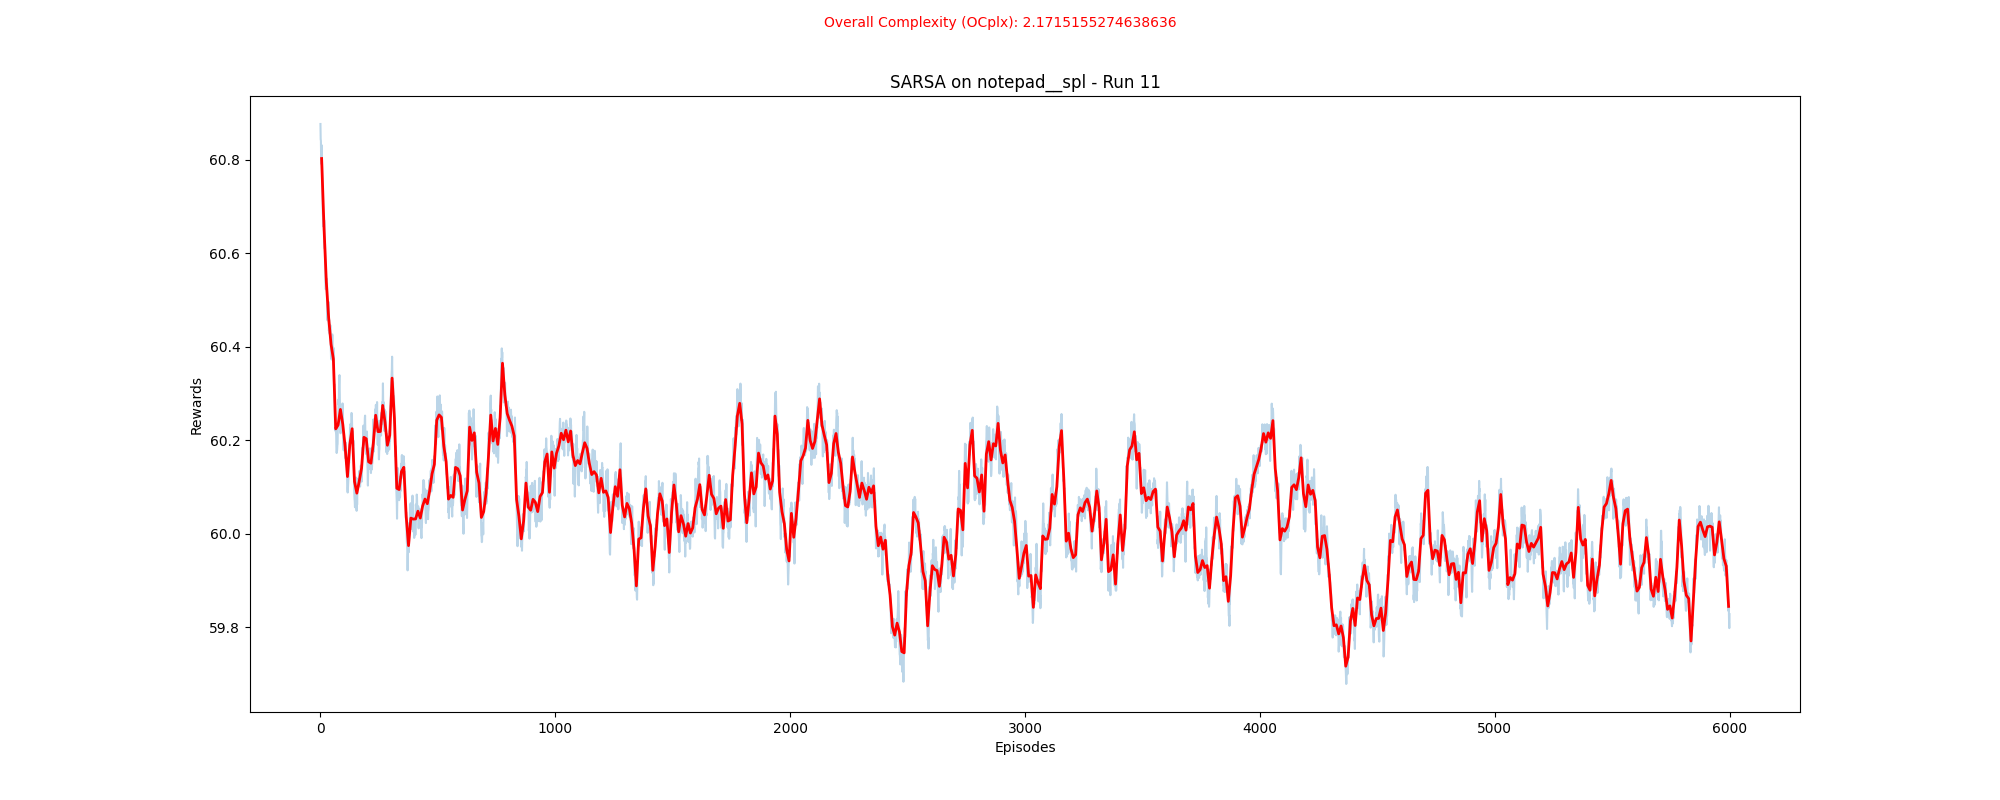 Overall Complexity (OCplx): 2.1715155274638636
SARSA on notepad__spl - Run 11
60.8
60.6
60.4
60.2
60.0
59.8
Rewards
0 1000 2000 3000 4000 5000 6000
Episodes